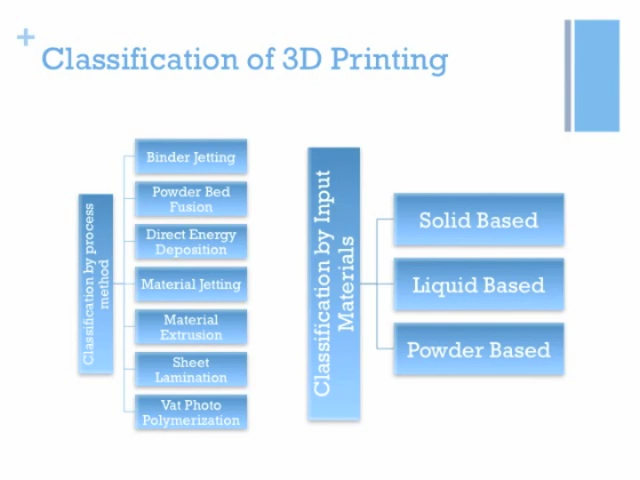 +
Classification of 3D Printing
Classification by process
method
Binder Jetting
Powder Bed
Fusion
Direct Energy
Deposition
Material Jetting
Material
Extrusion
Sheet
Lamination
Vat Photo
Polymerization
Classification by Input
Materials
Solid Based
Liquid Based
Powder Based